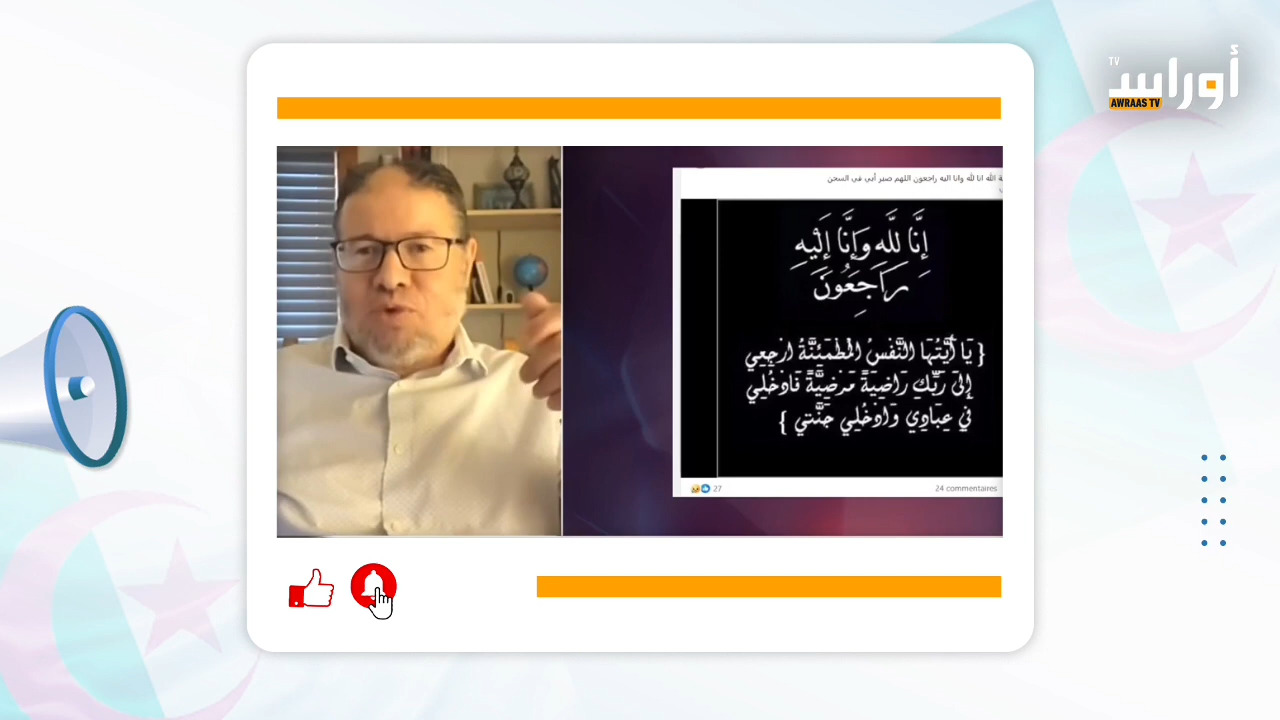 أوراس
TV
AWRAAS TV
الله انا لله وانا اليه راجعون اللهم صبر أبي في السجن
إِنَّا لِلَّهِ وَإِنَّا إِلَيْهِ
رَاجَعُونَ
{ يَا أَيَّتُهَا النَّفْسُ الْمُطْمَئِنَّةُ ارْجِعِي
إِلَى رَبِّكِ رَاضِيَةً مَرْضِيَّةً فَادْخُلِي
فِي عِبَادِي وَادْخُلِي جَنَّتِي }
27
24 commentaires